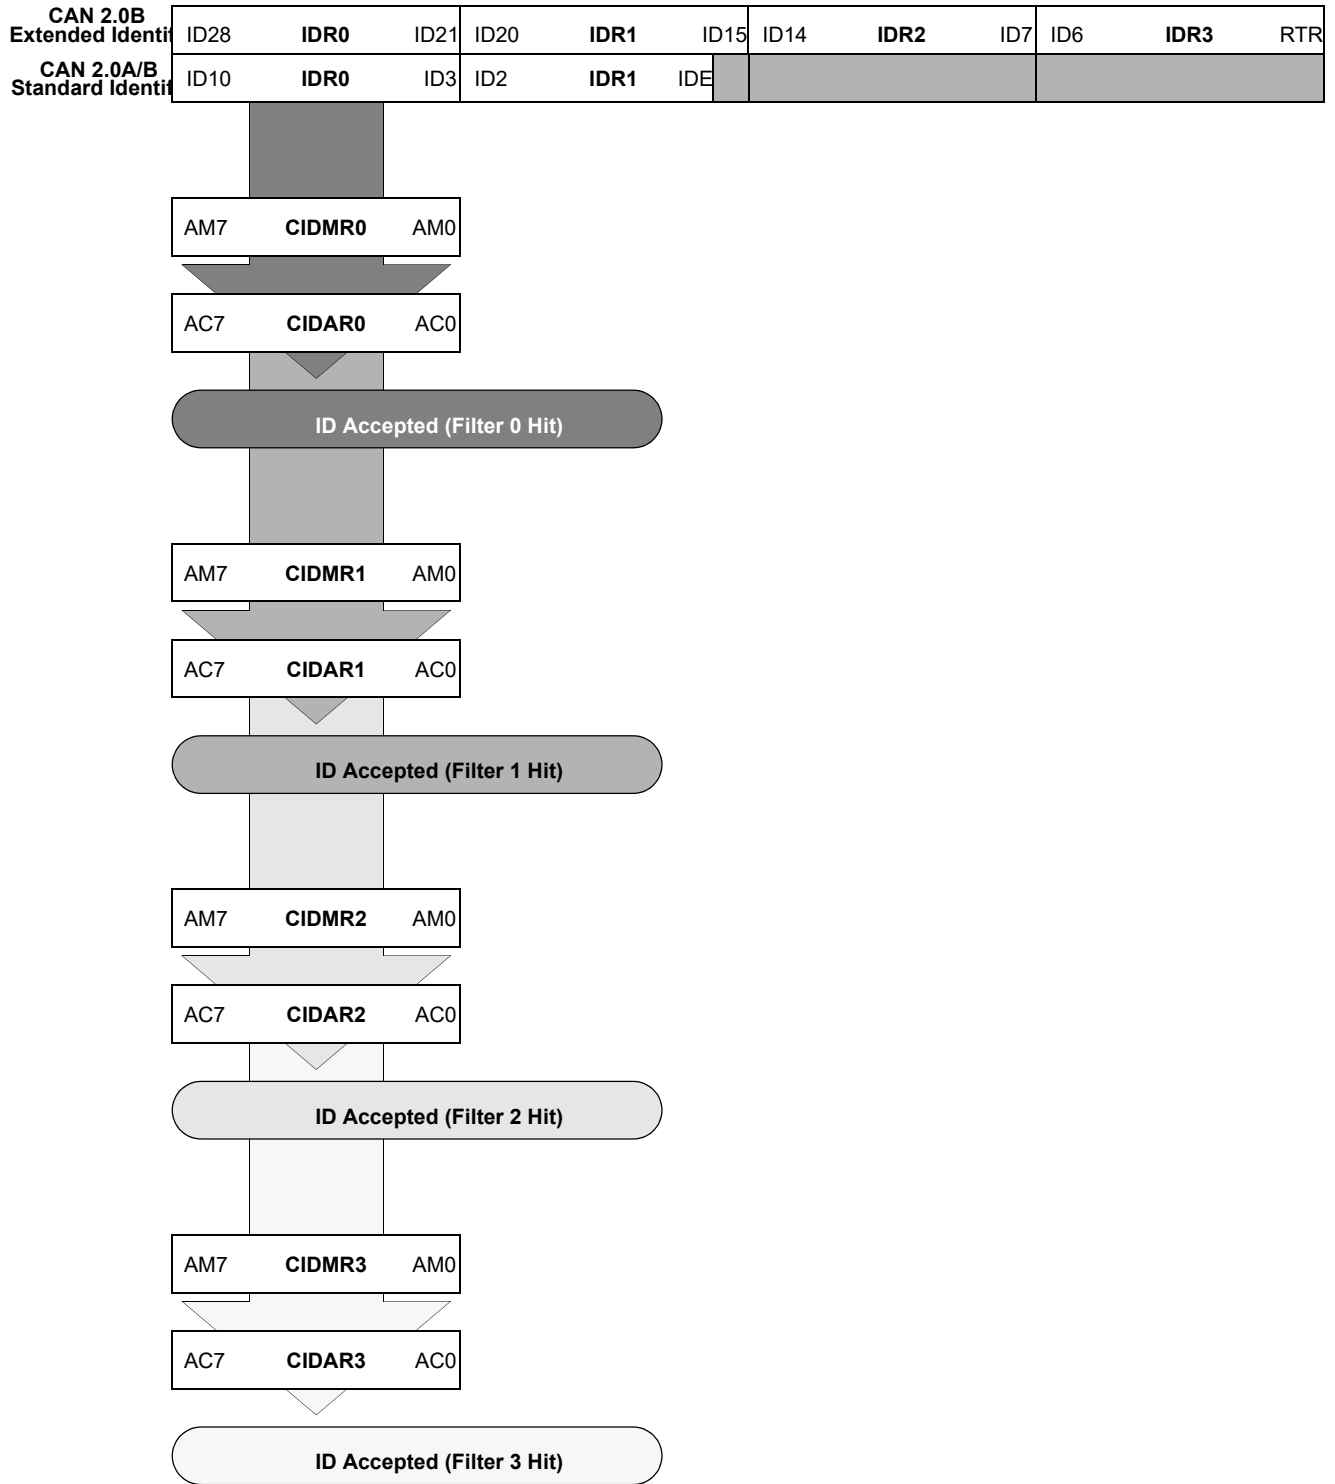 CAN 2.0B
Extended Identif
ID28 IDR0 ID21 ID20 IDR1 ID15 ID14 IDR2 ID7 ID6 IDR3 RTR
CAN 2.0A/B
Standard Identif
ID10 IDR0 ID3 ID2 IDR1 IDE
AM7 CIDMR0 AM0
AC7 CIDAR0 AC0
ID Accepted (Filter 0 Hit)
AM7 CIDMR1 AM0
AC7 CIDAR1 AC0
ID Accepted (Filter 1 Hit)
AM7 CIDMR2 AM0
AC7 CIDAR2 AC0
ID Accepted (Filter 2 Hit)
AM7 CIDMR3 AM0
AC7 CIDAR3 AC0
ID Accepted (Filter 3 Hit)